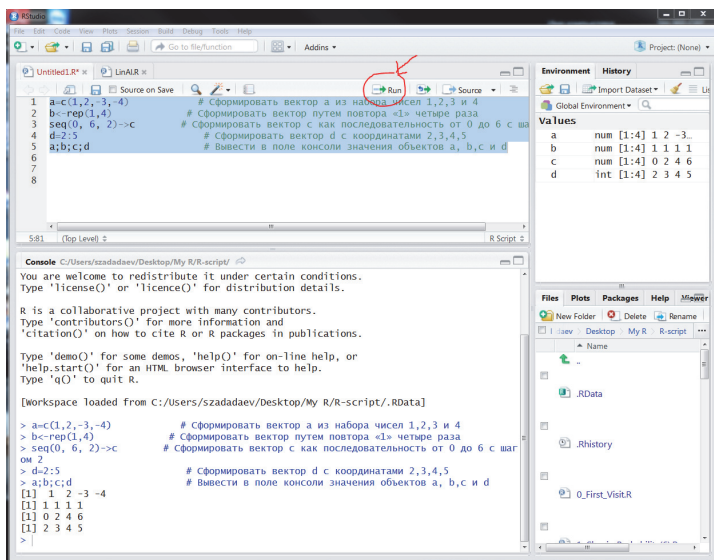 RStudio
File Edit Code View Plots Session Build Debug Tools Help
Go to file/function Addins Project: (None)
Untitled1.R* LinAl.R
Source on Save Run Source
1 a=c(1,2,-3,-4) # Сформировать вектор a из набора чисел 1,2,3 и 4
2 b<-rep(1,4) # Сформировать вектор путем повтора «1» четыре раза
3 seq(0, 6, 2)->c # Сформировать вектор c как последовательность от 0 до 6 с ша
4 d=2:5 # Сформировать вектор d с координатами 2,3,4,5
5 a;b;c;d # Вывести в поле консоли значения объектов a, b,c и d
6
7
8
5:81 (Top Level) R Script
Console C:/Users/szadadaev/Desktop/My R/R-script/
You are welcome to redistribute it under certain conditions.
Type 'license()' or 'licence()' for distribution details.
R is a collaborative project with many contributors.
Type 'contributors()' for more information and
'citation()' on how to cite R or R packages in publications.
Type 'demo()' for some demos, 'help()' for on-line help, or
'help.start()' for an HTML browser interface to help.
Type 'q()' to quit R.
[Workspace loaded from C:/Users/szadadaev/Desktop/My R/R-script/.RData]
> a=c(1,2,-3,-4) # Сформировать вектор a из набора чисел 1,2,3 и 4
> b<-rep(1,4) # Сформировать вектор путем повтора «1» четыре раза
> seq(0, 6, 2)->c # Сформировать вектор c как последовательность от 0 до 6 с шаг
ом 2
> d=2:5 # Сформировать вектор d с координатами 2,3,4,5
> a;b;c;d # Вывести в поле консоли значения объектов a, b,c и d
[1] 1 2 -3 -4
[1] 1 1 1 1
[1] 0 2 4 6
[1] 2 3 4 5
>
Environment History
Import Dataset Lis
Global Environment
Values
a num [1:4] 1 2 -3…
b num [1:4] 1 1 1 1
c num [1:4] 0 2 4 6
d int [1:4] 2 3 4 5
Files Plots Packages Help Viewer
New Folder Delete Rename
Desktop My R R-script
Name
..
.RData
.Rhistory
0_First_Visit.R